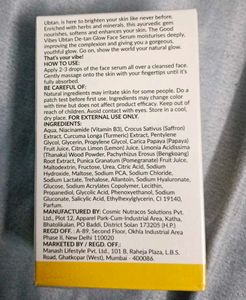 Ubtan, is here to brighten your skin like never before.
Enriched with herbs and minerals, this ayurvedic gem
nourishes, softens and enhances your skin. The Good
Vibes Ubtan De-tan Glow Face Serum moisturises deeply,
improving the complexion and giving you a gorgeous,
youthful glow. Go on, show the world your natural glow.
That's your vibe!
HOW TO USE:
Apply 2-3 drops of the face serum all over a cleansed face.
Gently massage onto the skin with your fingertips until it's
fully absorbed.
BE CAREFUL OF:
Natural ingredients may irritate skin for some people. Do a
patch test before first use. Ingredients may change color
with time but does not affect product efficacy. Keep out of
reach of children. Avoid contact with eyes. Store in a cool,
dry place. FOR EXTERNAL USE ONLY.
INGREDIENTS:
Aqua, Niacinamide (Vitamin B3), Crocus Sativus (Saffron)
Extract, Curcuma Longa (Turmeric) Extract, Pentylene
Glycol, Glycerin, Propylene Glycol, Carica Papaya (Papaya)
Fruit Juice, Citrus Limon (Lemon) Juice, Limonia Acidissima
(Thanaka) Wood Powder, Pachyrhizus Erosus (Bengkoang)
Root Extract, Punica Granatum (Pomegranate) Fruit Juice,
Maltodextrin, Fructose, Urea, Citric Acid, Sodium
Hydroxide, Maltose, Sodium PCA, Sodium Chloride,
Sodium Lactate, Trehalose, Allantoin, Sodium Hyaluronate,
Glucose, Sodium Acrylates Copolymer, Lecithin,
Propanediol, Glycolic Acid, Phenoxyethanol, Sodium
Gluconate, Salicylic Acid, Ethylhexylglycerin, CI 19140,
Parfum.
MANUFACTURED BY: Cosmic Nutracos Solutions Pvt.
Ltd., Plot 12, Apparel Park-Cum-Industrial Area, Katha,
Bhatolikalan, PO Baddi, District Solan 173205 (H.P)
REGD OFF.: A-89, Second Floor, Okhla Industrial Area
Phase II, New Delhi 110020
MARKETED BY / REGD. OFF.:
Manash Lifestyle Pvt. Ltd., 101 B, Raheja Plaza, L.B.S.
Road, Ghatkopar (West), Mumbai - 400086.